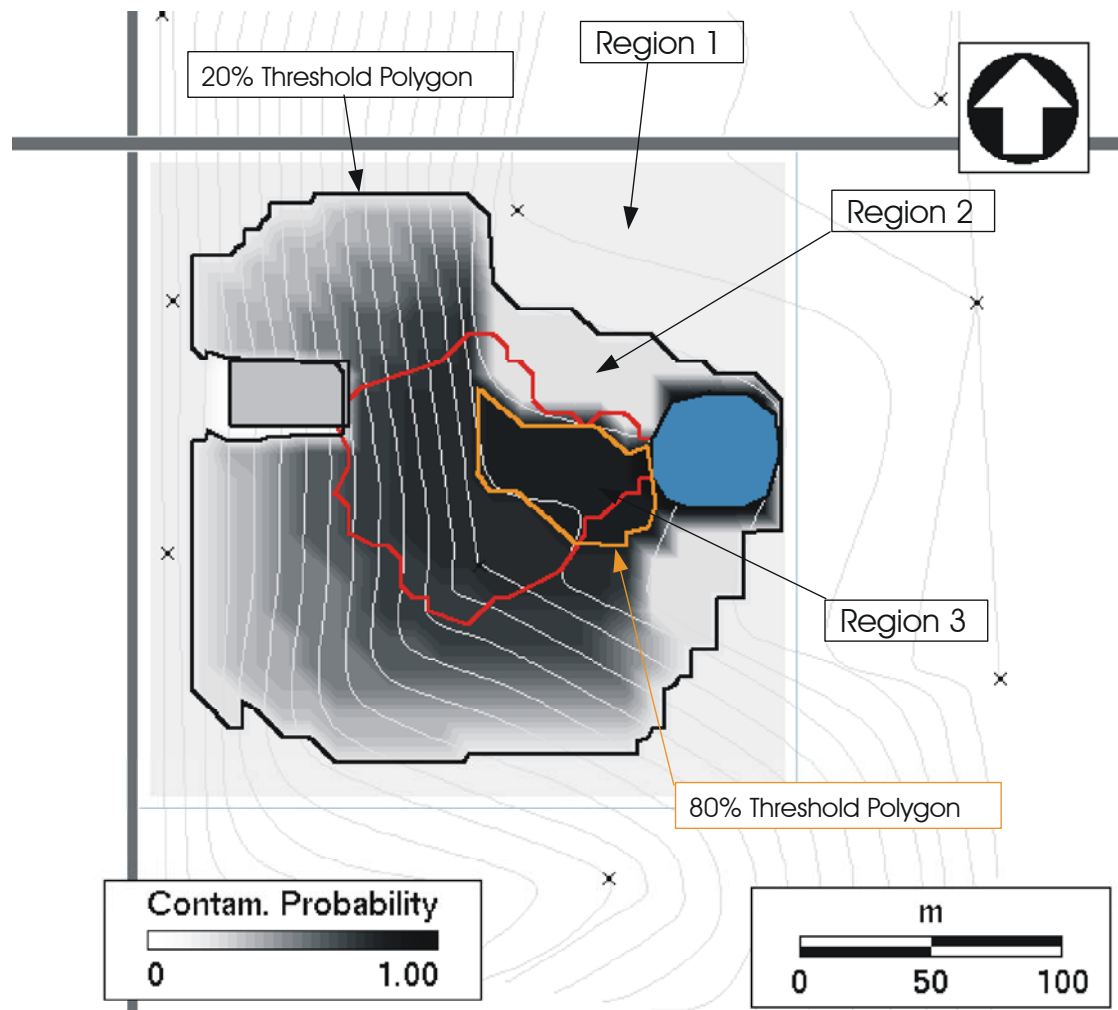 Region 1
20% Threshold Polygon
Region 2
Region 3
80% Threshold Polygon
Contam. Probability
0 1.00
m
0 50 100